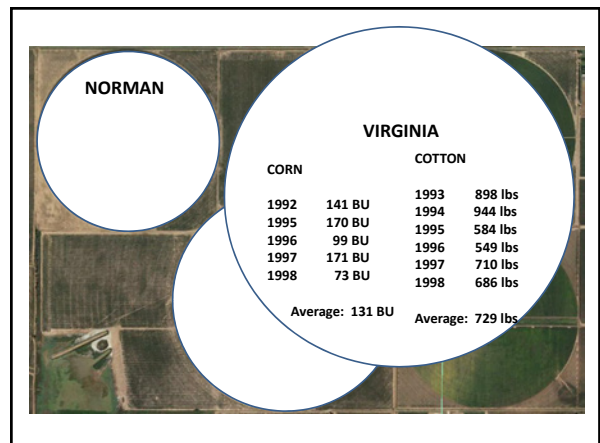 NORMAN
VIRGINIA
CORN
1992 141 BU
1995 170 BU
1996 99 BU
1997 171 BU
1998 73 BU
Average: 131 BU
COTTON
1993 898 lbs
1994 944 lbs
1995 584 lbs
1996 549 lbs
1997 710 lbs
1998 686 lbs
Average: 729 lbs